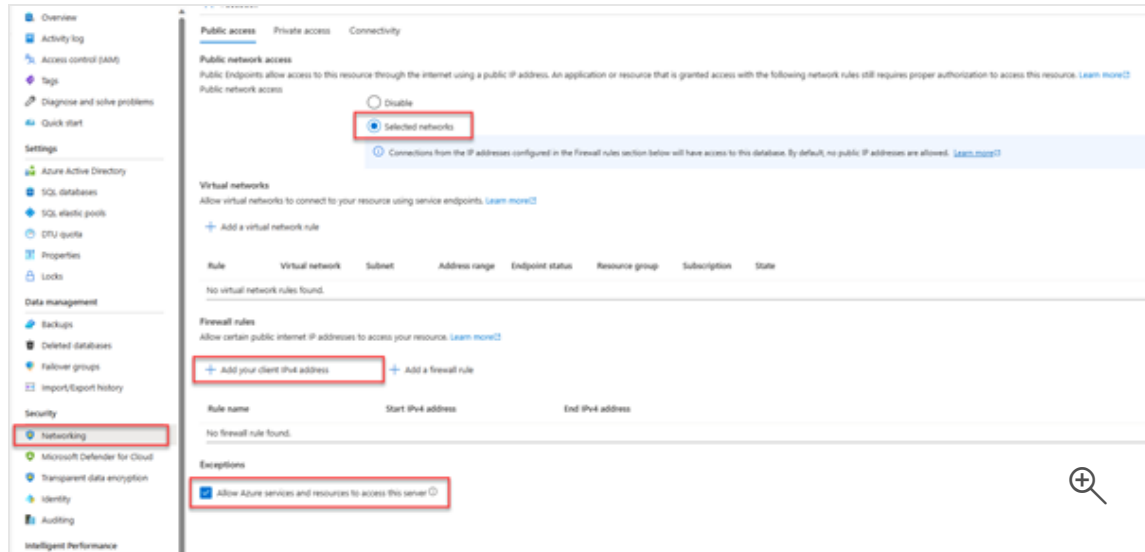 Overview
Activity log
Access control (IAM)
Tags
Diagnose and solve problems
Quick start
Settings
Azure Active Directory
SQL databases
SQL elastic pools
DTU quota
Properties
Locks
Data management
Backups
Deleted databases
Failover groups
Import/Export history
Security
Networking
Microsoft Defender for Cloud
Transparent data encryption
Identity
Auditing
Intelligent Performance
Public access Private access Connectivity
Public network access
Public Endpoints allow access to this resource through the internet using a public IP address. An application or resource that is granted access with the following network rules still requires proper authorization to access this resource. Learn more
Public network access
Disable
Selected networks
Connections from the IP addresses configured in the Firewall rules section below will have access to this database. By default, no public IP addresses are allowed. Learn more
Virtual networks
Allow virtual networks to connect to your resource using service endpoints. Learn more
+ Add a virtual network rule
Rule Virtual network Subnet Address range Endpoint status Resource group Subscription State
No virtual network rules found.
Firewall rules
Allow certain public internet IP addresses to access your resource. Learn more
+ Add your client IPv4 address + Add a firewall rule
Rule name Start IPv4 address End IPv4 address
No firewall rule found.
Exceptions
Allow Azure services and resources to access this server